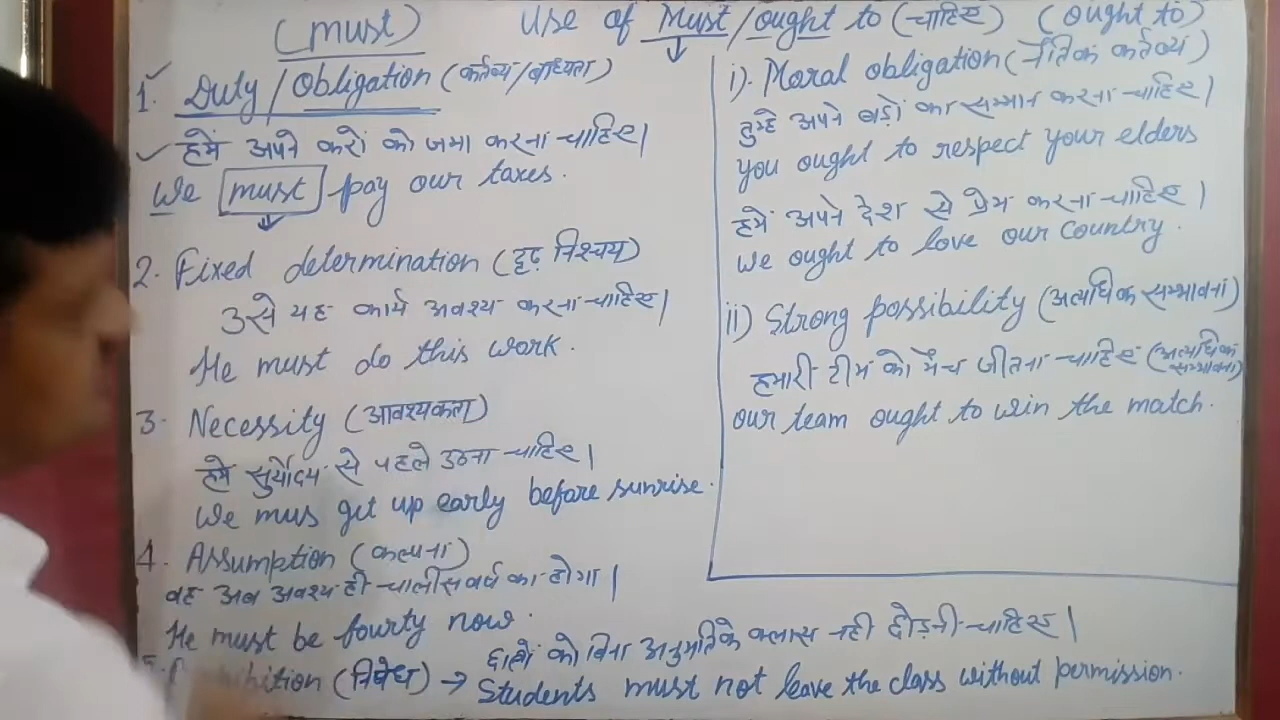 (must) Use of Must/ought to (चाहिए) (ought to)
1. Duty/Obligation (कर्तव्य/बाध्यता)
हमें अपने करों को जमा करना चाहिए।
We must pay our taxes.
2. Fixed determination (दृढ़ निश्चय)
उसे यह कार्य अवश्य करना चाहिए।
He must do this work.
3. Necessity (आवश्यकता)
हमे सुर्योदय से पहले उठना चाहिए।
We mus get up early before sunrise.
4. Assumption (कल्पना)
वह अब अवश्य ही चालीस वर्ष का होगा।
He must be fourty now.
(निषेध) → छात्रों को बिना अनुमति के क्लास नही छोड़नी चाहिए।
Students must not leave the class without permission.
i). Moral obligation (नैतिक कर्तव्य)
तुम्हे अपने बड़ों का सम्मान करना चाहिए।
you ought to respect your elders
हमें अपने देश से प्रेम करना चाहिए।
we ought to love our country.
ii) Strong possibility (अत्यधिक सम्भावना)
हमारी टीम को मैच जीतना चाहिए (अत्यधिक सम्भावना)
our team ought to win the match.